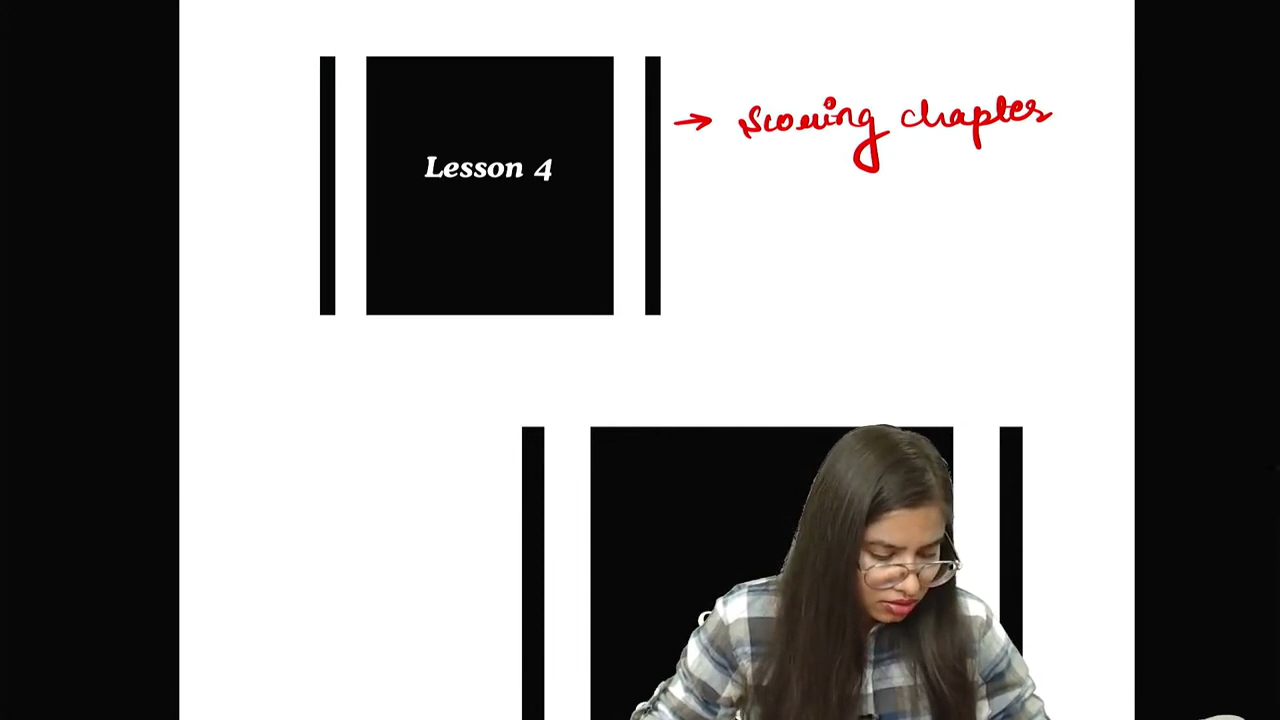 Lesson 4
→ Scoring chapter